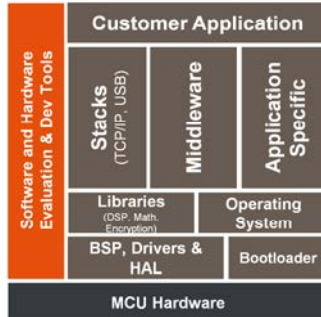 Customer Application
Software and Hardware
Evaluation & Dev Tools
Stacks
(TCP/IP, USB)
Middleware
Application
Specific
Libraries
(DSP, Math.
Encryption)
Operating
System
BSP, Drivers &
HAL
Bootloader
MCU Hardware